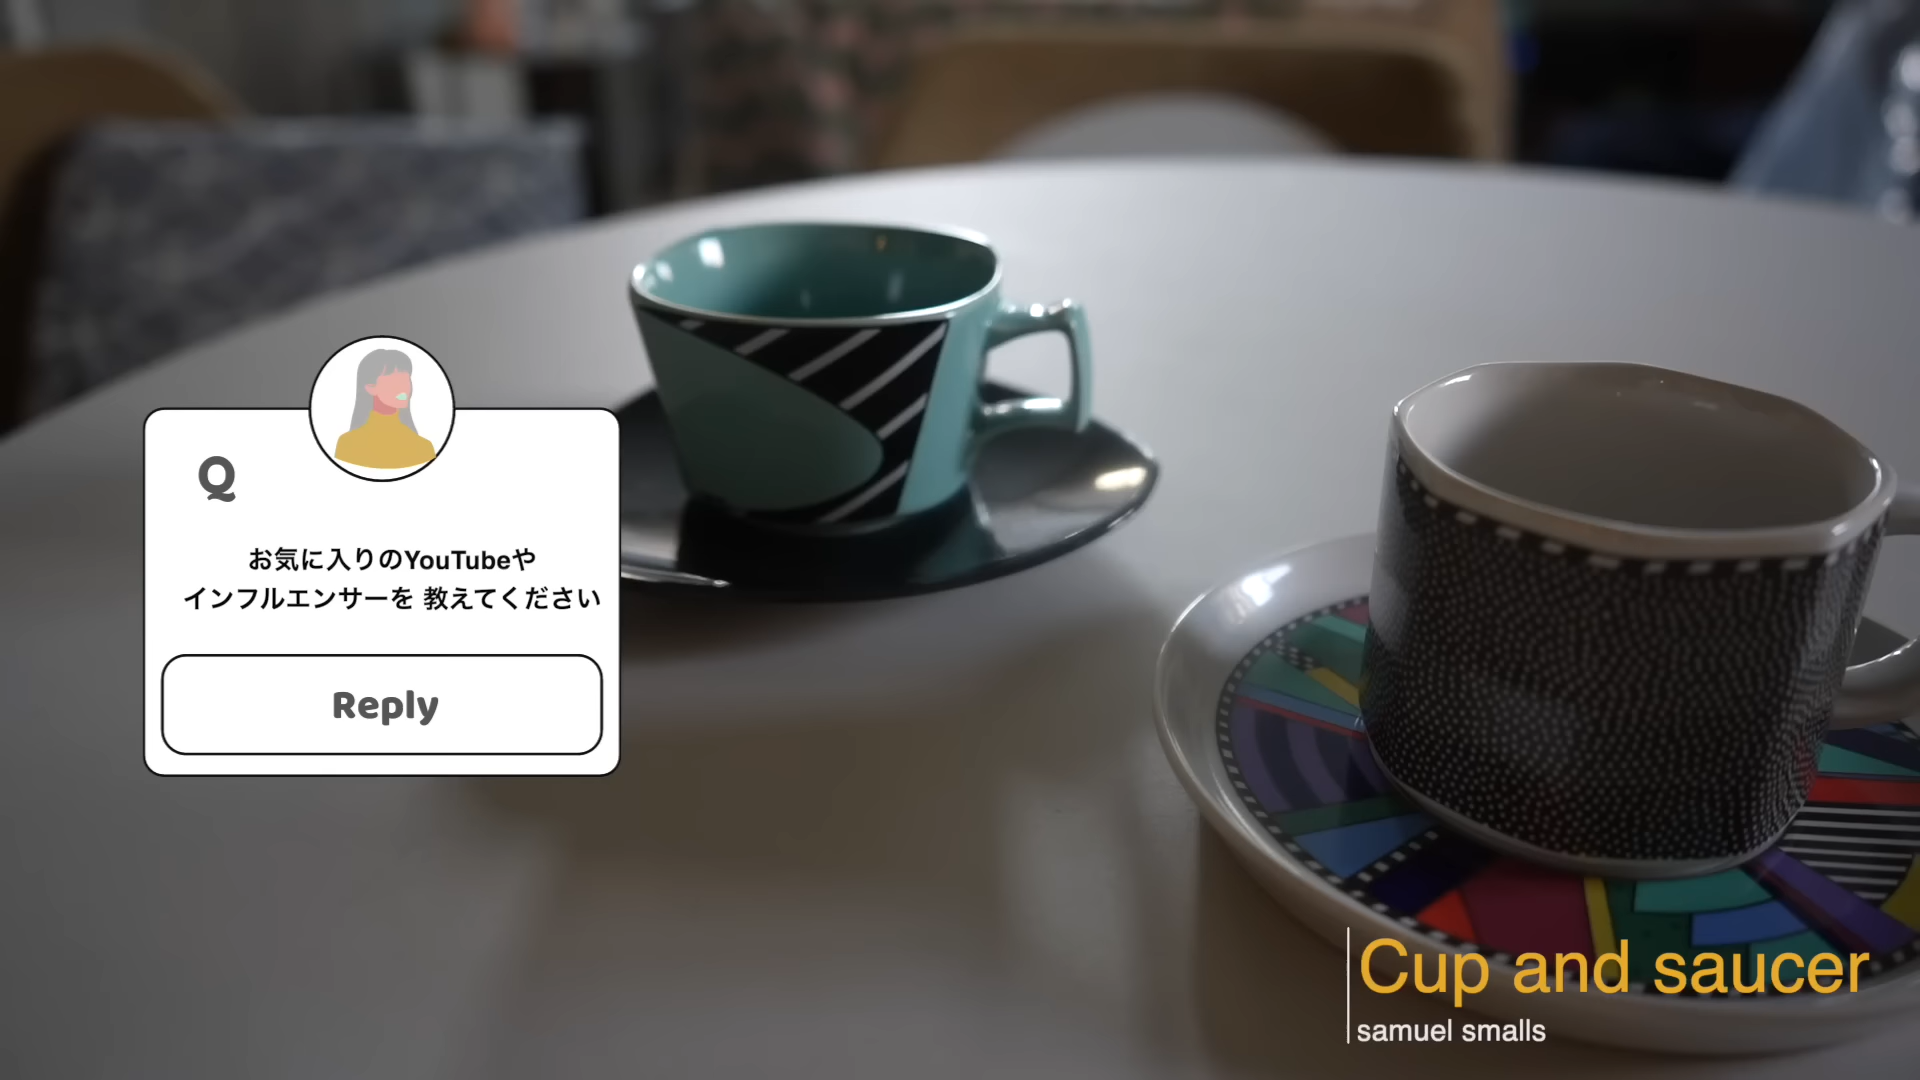 Q
お気に入りのYouTubeや
インフルエンサーを 教えてください
Reply
Cup and saucer
samuel smalls